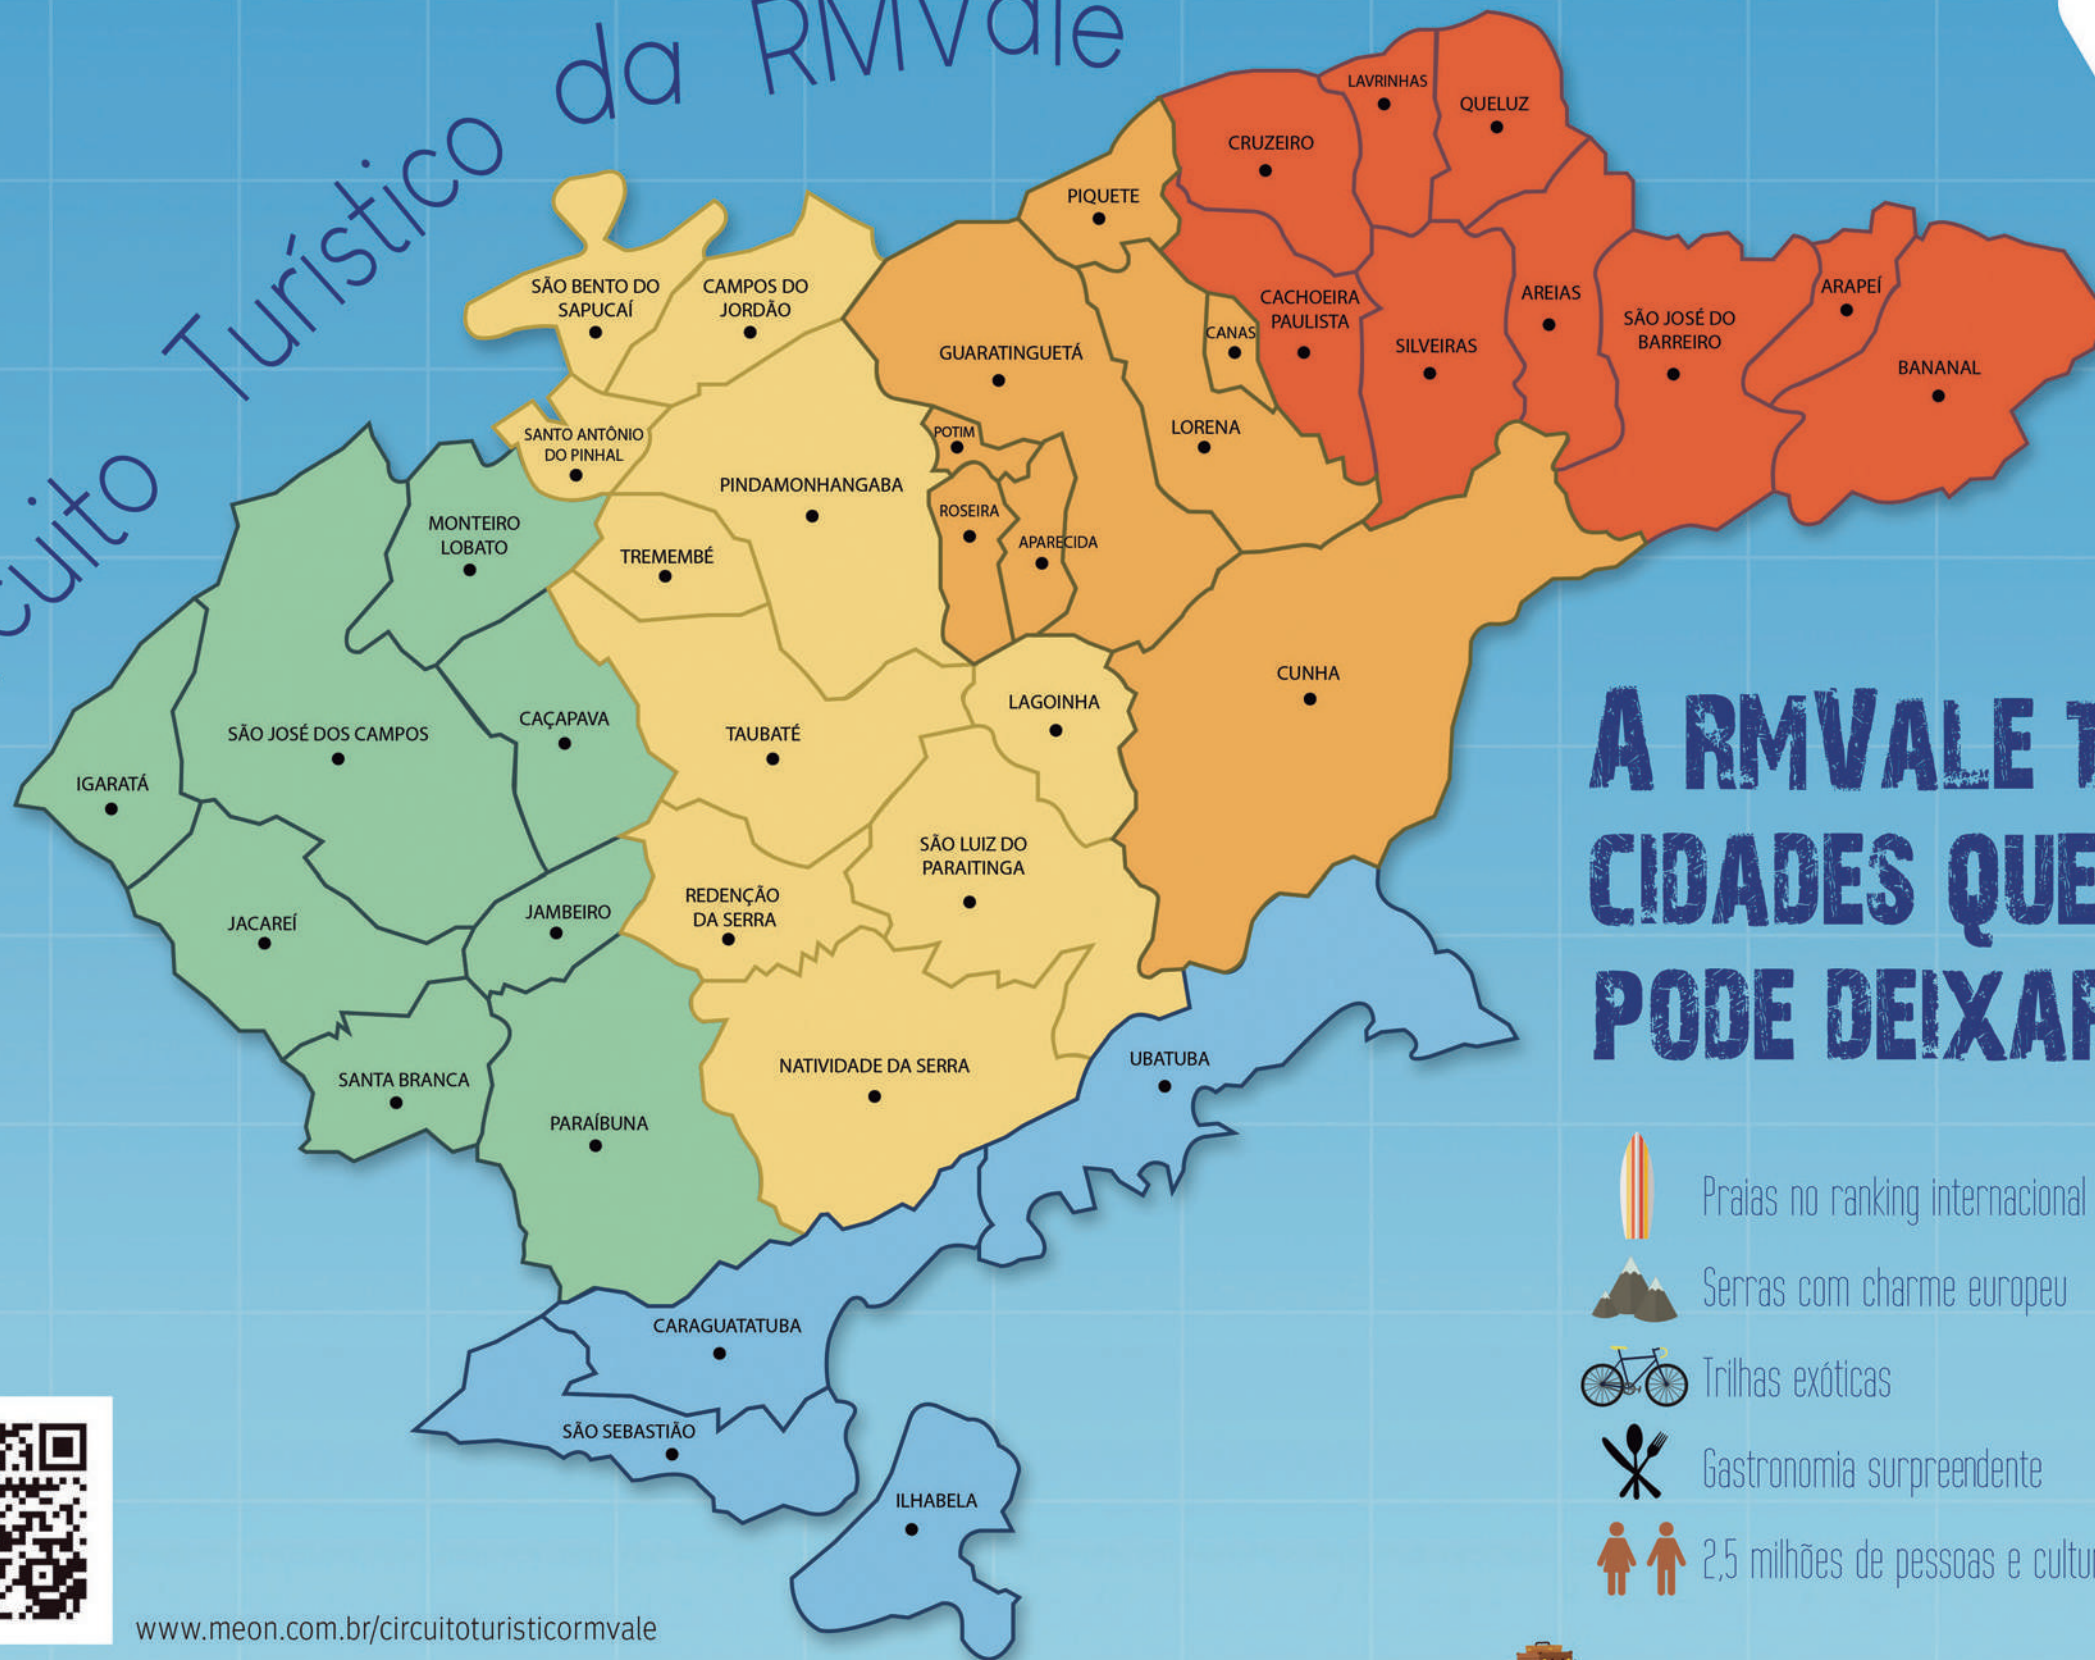 Turístico da RMVale
LAVRINHAS
QUELUZ
CRUZEIRO
PIQUETE
SÃO BENTO DO
SAPUCAÍ
CAMPOS DO
JORDÃO
CACHOEIRA
PAULISTA
CANAS
SILVEIRAS
AREIAS
SÃO JOSÉ DO
BARREIRO
ARAPEÍ
BANANAL
GUARATINGUETÁ
LORENA
POTIM
SANTO ANTÔNIO
DO PINHAL
PINDAMONHANGABA
ROSEIRA
APARECIDA
MONTEIRO
LOBATO
TREMEMBÉ
CUNHA
LAGOINHA
TAUBATÉ
CAÇAPAVA
SÃO JOSÉ DOS CAMPOS
IGARATÁ
SÃO LUIZ DO
PARAITINGA
REDENÇÃO
DA SERRA
JAMBEIRO
JACAREÍ
SANTA BRANCA
PARAÍBUNA
NATIVIDADE DA SERRA
UBATUBA
CARAGUATATUBA
SÃO SEBASTIÃO
ILHABELA
A RMVALE
CIDADES QUE
PODE DEIXAR
Praias no ranking internacional
Serras com charme europeu
Trilhas exóticas
Gastronomia surpreendente
2,5 milhões de pessoas e
www.meon.com.br/circuitoturisticormvale